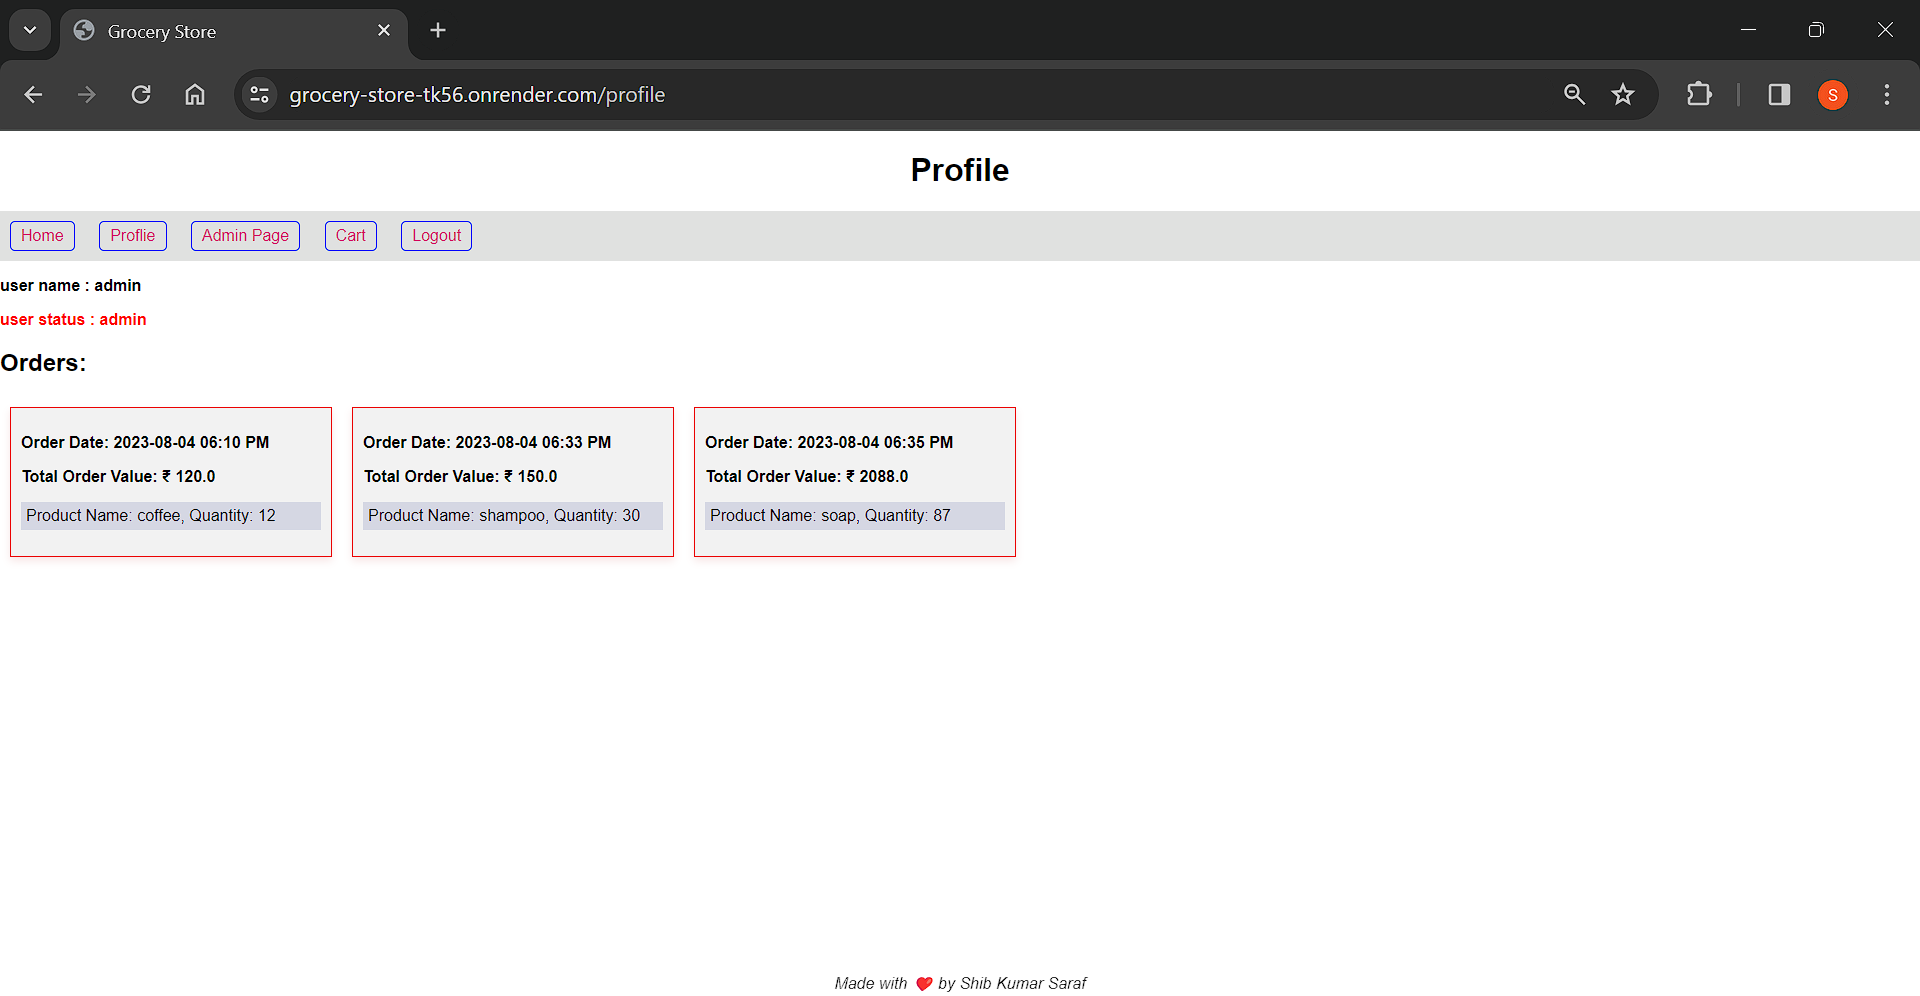 Grocery Store
grocery-store-tk56.onrender.com/profile
S
Profile
Home Proflie Admin Page Cart Logout
user name : admin
user status : admin
Orders:
Order Date: 2023-08-04 06:10 PM
Total Order Value: ₹ 120.0
Product Name: coffee, Quantity: 12
Order Date: 2023-08-04 06:33 PM
Total Order Value: ₹ 150.0
Product Name: shampoo, Quantity: 30
Order Date: 2023-08-04 06:35 PM
Total Order Value: ₹ 2088.0
Product Name: soap, Quantity: 87
Made with ❤️ by Shib Kumar Saraf